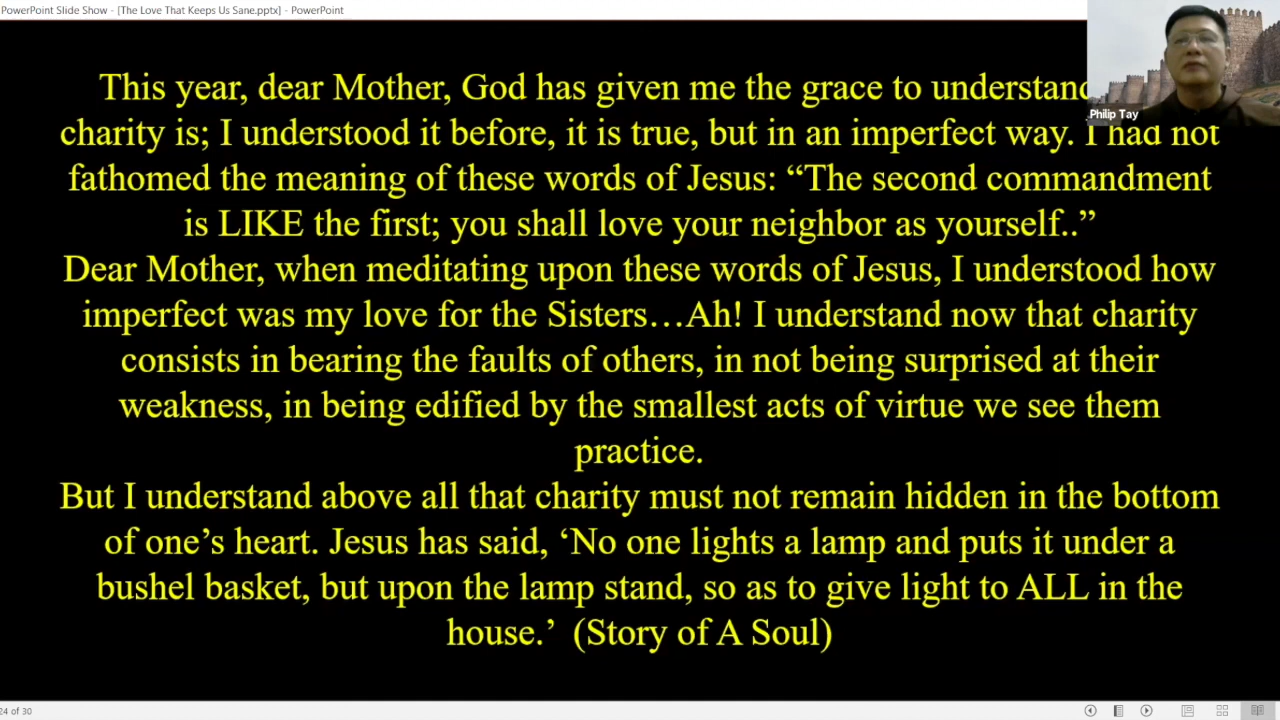 PowerPoint Slide Show - [The Love That Keeps Us Sane.pptx] - PowerPoint
This year, dear Mother, God has given me the grace to understand
Philip Tay
charity is; I understood it before, it is true, but in an imperfect way. I had not
fathomed the meaning of these words of Jesus: “The second commandment
is LIKE the first; you shall love your neighbor as yourself..”
Dear Mother, when meditating upon these words of Jesus, I understood how
imperfect was my love for the Sisters…Ah! I understand now that charity
consists in bearing the faults of others, in not being surprised at their
weakness, in being edified by the smallest acts of virtue we see them
practice.
But I understand above all that charity must not remain hidden in the bottom
of one’s heart. Jesus has said, ‘No one lights a lamp and puts it under a
bushel basket, but upon the lamp stand, so as to give light to ALL in the
house.’ (Story of A Soul)
24 of 30